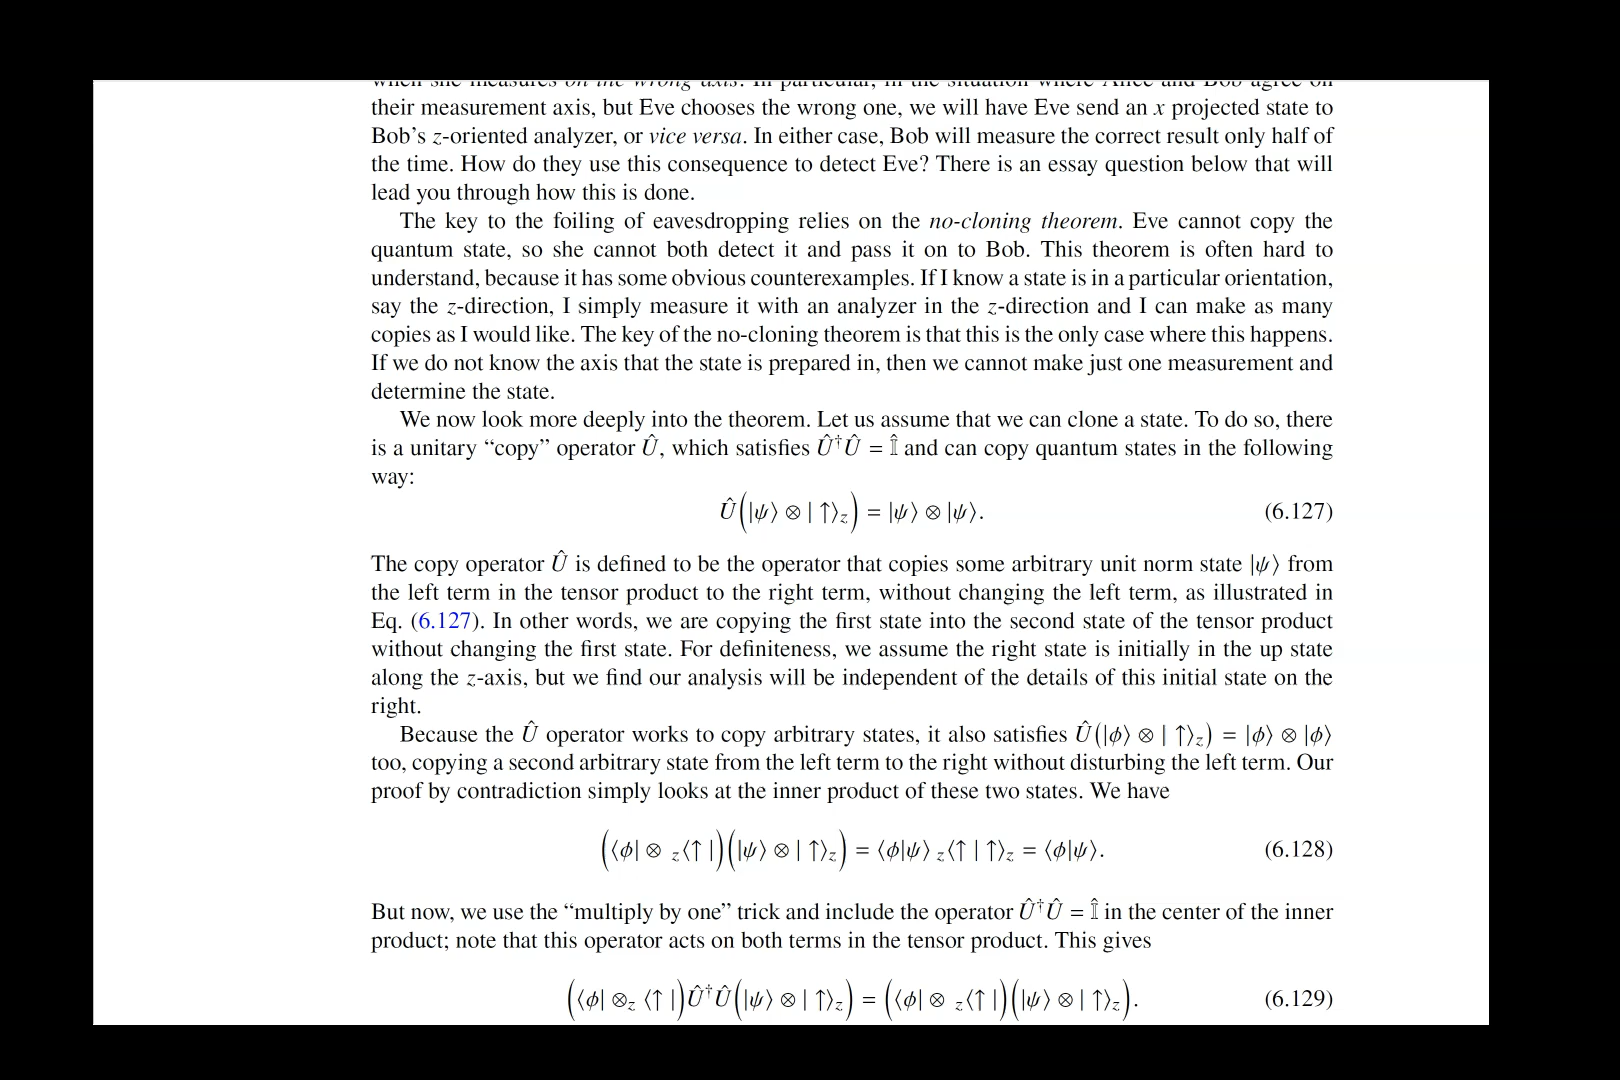 when she measures on the wrong axis. In particular, in the situation where Alice and Bob agree on
their measurement axis, but Eve chooses the wrong one, we will have Eve send an x projected state to
Bob's z-oriented analyzer, or vice versa. In either case, Bob will measure the correct result only half of
the time. How do they use this consequence to detect Eve? There is an essay question below that will
lead you through how this is done.
The key to the foiling of eavesdropping relies on the no-cloning theorem. Eve cannot copy the
quantum state, so she cannot both detect it and pass it on to Bob. This theorem is often hard to
understand, because it has some obvious counterexamples. If I know a state is in a particular orientation,
say the z-direction, I simply measure it with an analyzer in the z-direction and I can make as many
copies as I would like. The key of the no-cloning theorem is that this is the only case where this happens.
If we do not know the axis that the state is prepared in, then we cannot make just one measurement and
determine the state.
We now look more deeply into the theorem. Let us assume that we can clone a state. To do so, there
is a unitary “copy” operator Û, which satisfies Û†Û = 𝕀̂ and can copy quantum states in the following
way:
Û(|ψ⟩ ⊗ | ↑⟩z) = |ψ⟩ ⊗ |ψ⟩. (6.127)
The copy operator Û is defined to be the operator that copies some arbitrary unit norm state |ψ⟩ from
the left term in the tensor product to the right term, without changing the left term, as illustrated in
Eq. (6.127). In other words, we are copying the first state into the second state of the tensor product
without changing the first state. For definiteness, we assume the right state is initially in the up state
along the z-axis, but we find our analysis will be independent of the details of this initial state on the
right.
Because the Û operator works to copy arbitrary states, it also satisfies Û(|ϕ⟩ ⊗ | ↑⟩z) = |ϕ⟩ ⊗ |ϕ⟩
too, copying a second arbitrary state from the left term to the right without disturbing the left term. Our
proof by contradiction simply looks at the inner product of these two states. We have
(⟨ϕ| ⊗ z⟨↑ |)(|ψ⟩ ⊗ | ↑⟩z) = ⟨ϕ|ψ⟩ z⟨↑ | ↑⟩z = ⟨ϕ|ψ⟩. (6.128)
But now, we use the “multiply by one” trick and include the operator Û†Û = 𝕀̂ in the center of the inner
product; note that this operator acts on both terms in the tensor product. This gives
(⟨ϕ| ⊗z ⟨↑ |)Û†Û(|ψ⟩ ⊗ | ↑⟩z) = (⟨ϕ| ⊗ z⟨↑ |)(|ψ⟩ ⊗ | ↑⟩z). (6.129)